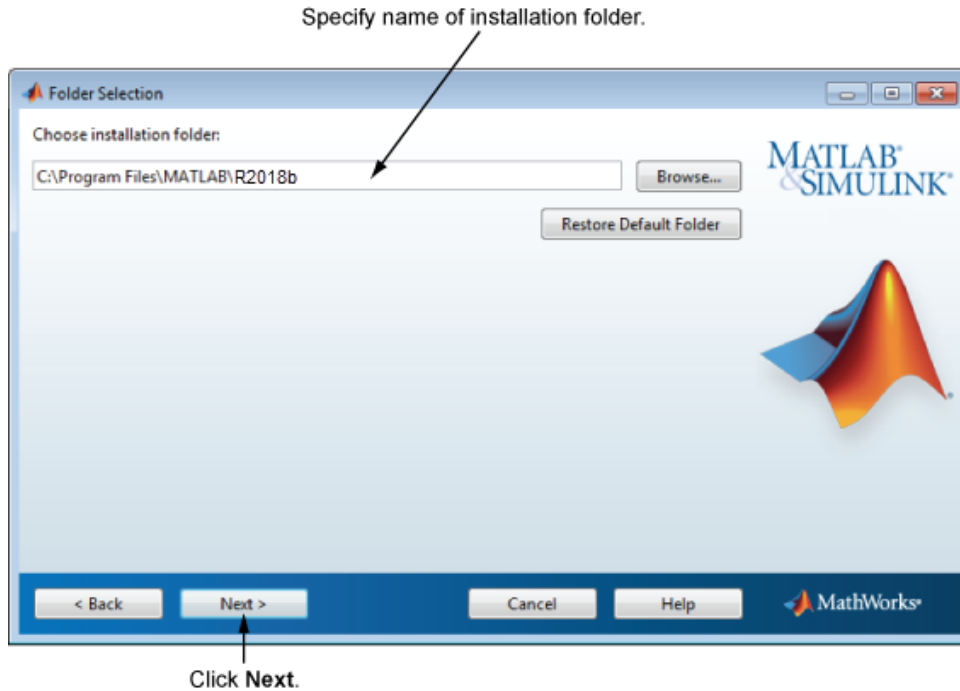 Specify name of installation folder.
Folder Selection
Choose installation folder:
C:\Program Files\MATLAB\R2018b
Browse...
Restore Default Folder
MATLAB®
&SIMULINK®
®
< Back
Next >
Cancel
Help
MathWorks®
Click Next.